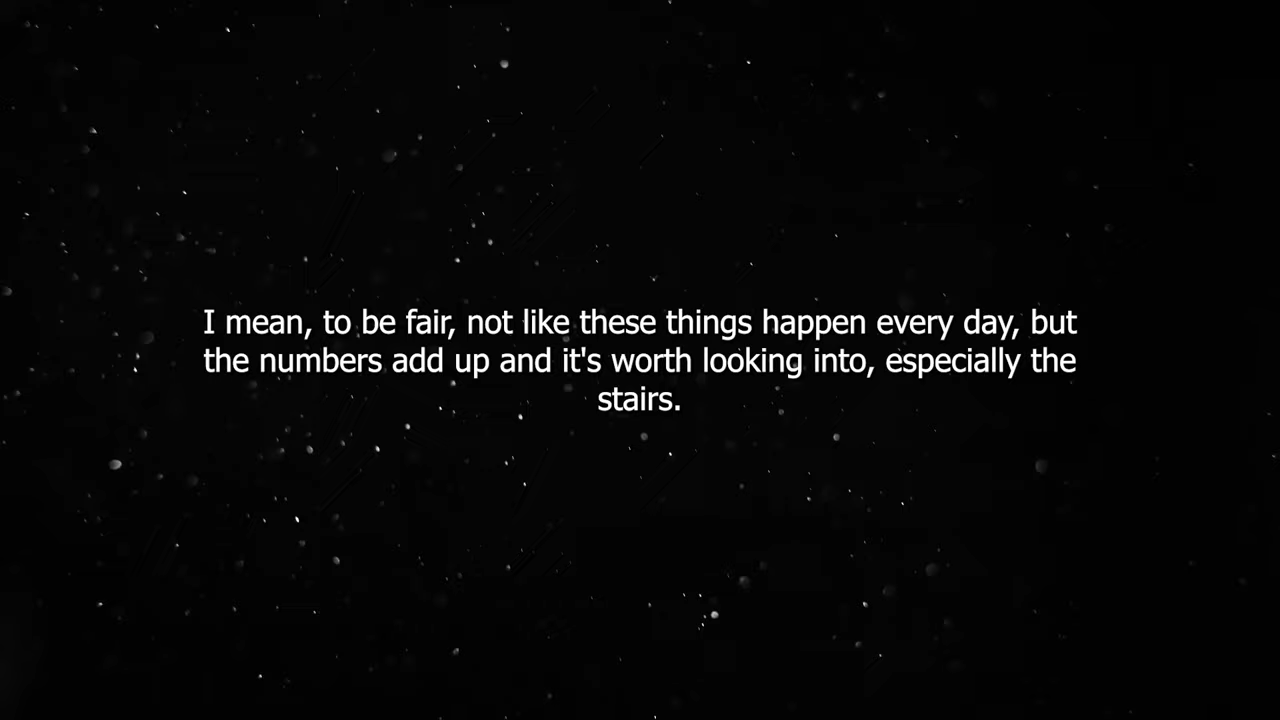 I mean, to be fair, not like these things happen every day, but
the numbers add up and it's worth looking into, especially the
stairs.